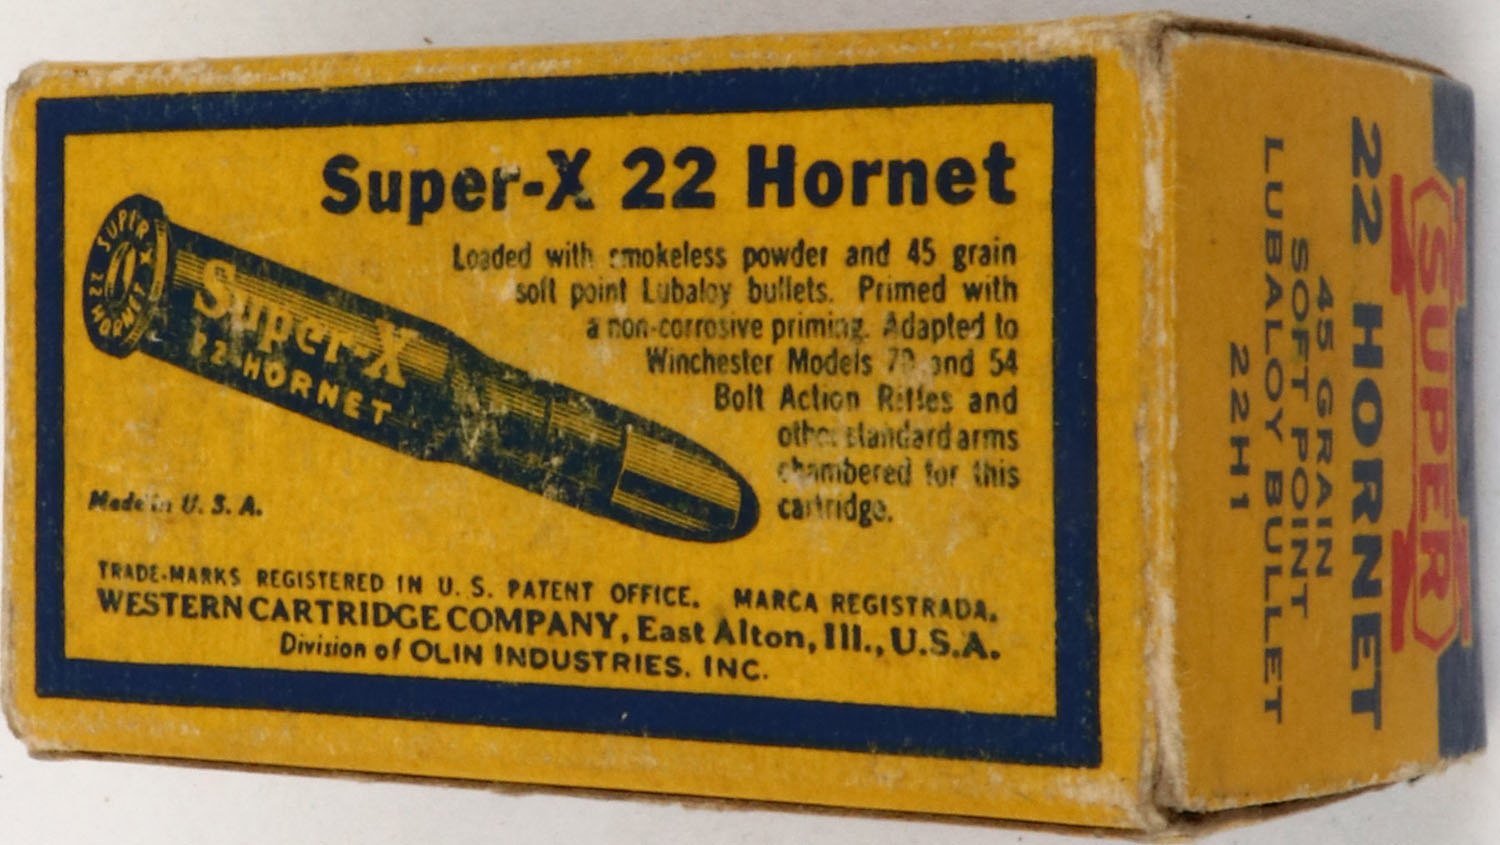 Super-X 22 Hornet
Loaded with smokeless powder and 45 grain
soft point Lubaloy bullets. Primed with
a non-corrosive priming. Adapted to
Winchester Models 70 and 54
Bolt Action Rifles and
other standard arms
chambered for this
cartridge.
SUPER-X
22 HORNET
Super-X
22 HORNET
Made in U. S. A.
TRADE-MARKS REGISTERED IN U. S. PATENT OFFICE. MARCA REGISTRADA.
WESTERN CARTRIDGE COMPANY, East Alton, Ill., U.S.A.
Division of OLIN INDUSTRIES, INC.
SUPER
22 HORNET
45 GRAIN
SOFT POINT
LUBALOY BULLET
22H1